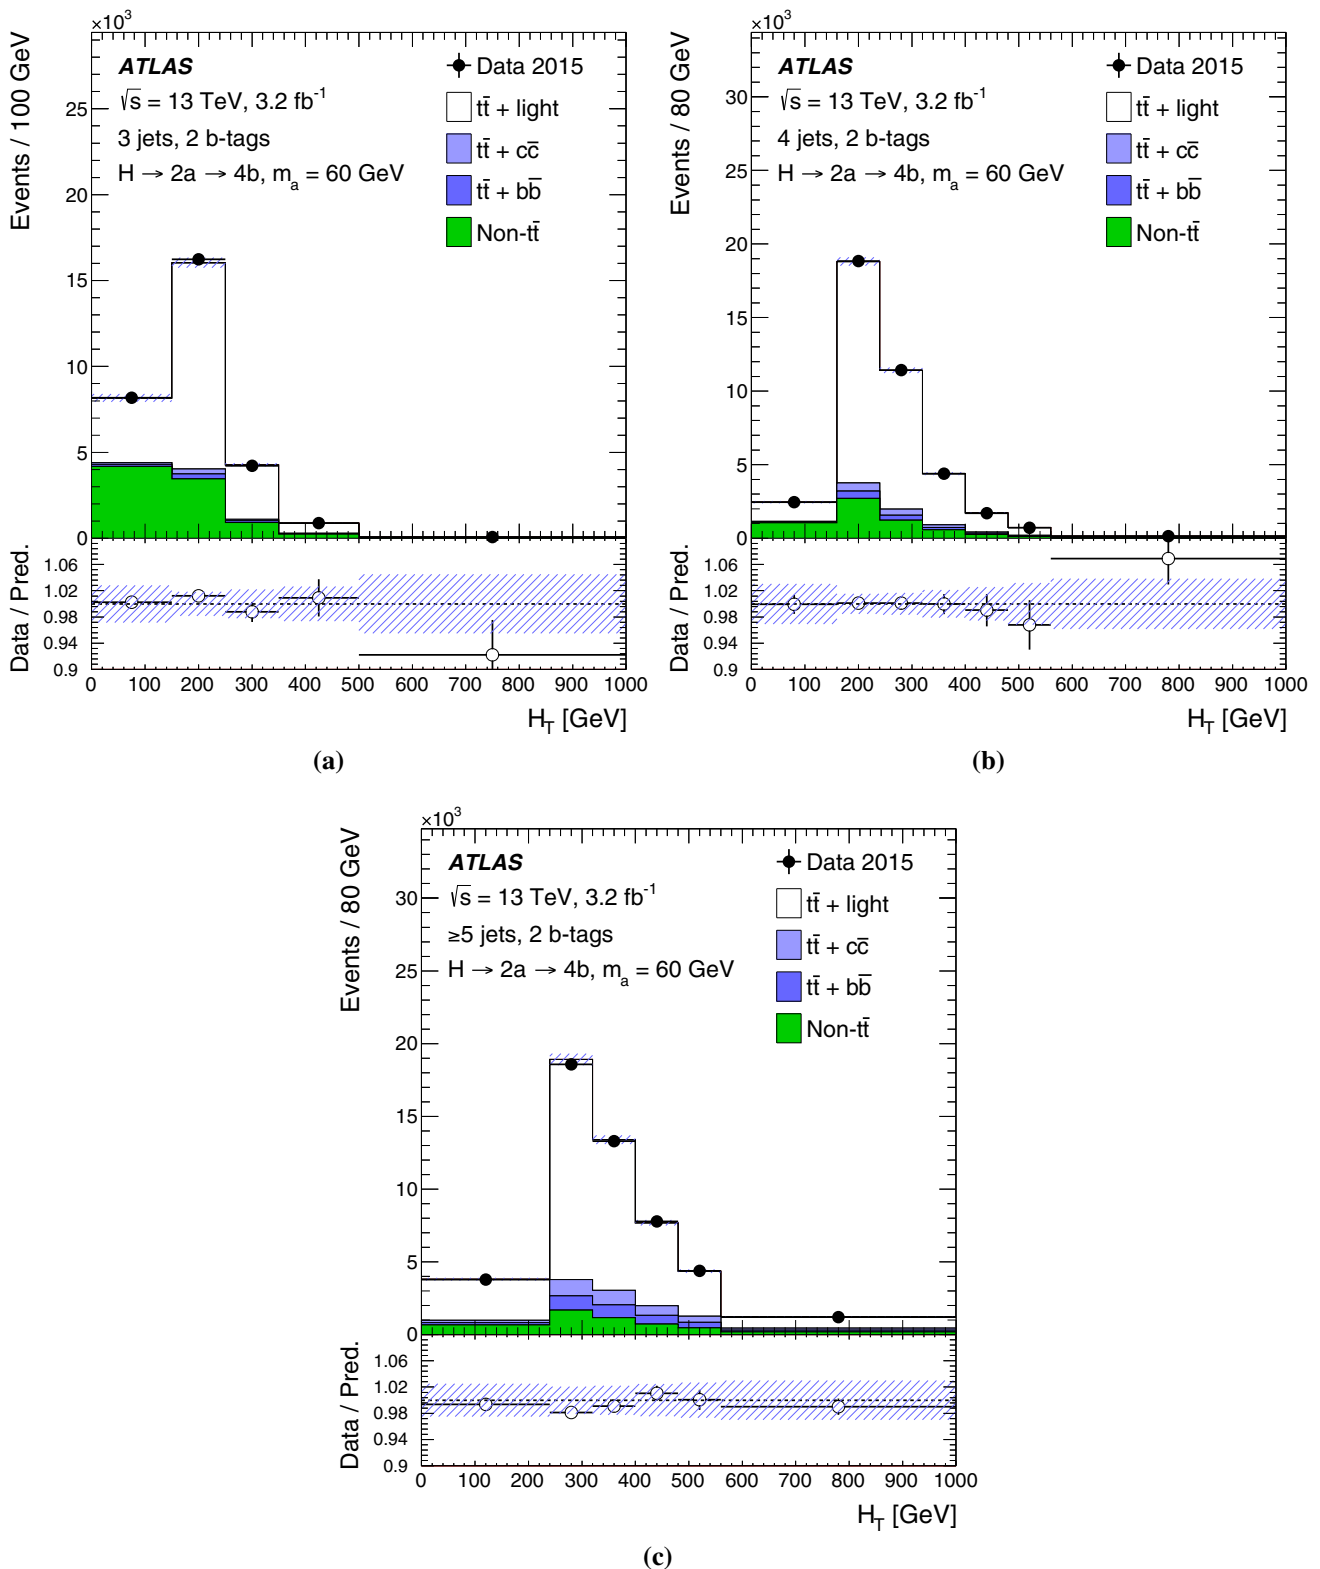 ×10³
Events / 100 GeV
ATLAS
√s = 13 TeV, 3.2 fb⁻¹
3 jets, 2 b-tags
H → 2a → 4b, mₐ = 60 GeV
Data 2015
tt̄ + light
tt̄ + cc̄
tt̄ + bb̄
Non-tt̄
25
20
15
10
5
0
Data / Pred.
1.06
1.02
0.98
0.94
0.9
0 100 200 300 400 500 600 700 800 900 1000
H_T [GeV]
(a)
×10³
Events / 80 GeV
ATLAS
√s = 13 TeV, 3.2 fb⁻¹
4 jets, 2 b-tags
H → 2a → 4b, mₐ = 60 GeV
Data 2015
tt̄ + light
tt̄ + cc̄
tt̄ + bb̄
Non-tt̄
30
25
20
15
10
5
0
Data / Pred.
1.06
1.02
0.98
0.94
0.9
0 100 200 300 400 500 600 700 800 900 1000
H_T [GeV]
(b)
×10³
Events / 80 GeV
ATLAS
√s = 13 TeV, 3.2 fb⁻¹
≥5 jets, 2 b-tags
H → 2a → 4b, mₐ = 60 GeV
Data 2015
tt̄ + light
tt̄ + cc̄
tt̄ + bb̄
Non-tt̄
30
25
20
15
10
5
0
Data / Pred.
1.06
1.02
0.98
0.94
0.9
0 100 200 300 400 500 600 700 800 900 1000
H_T [GeV]
(c)